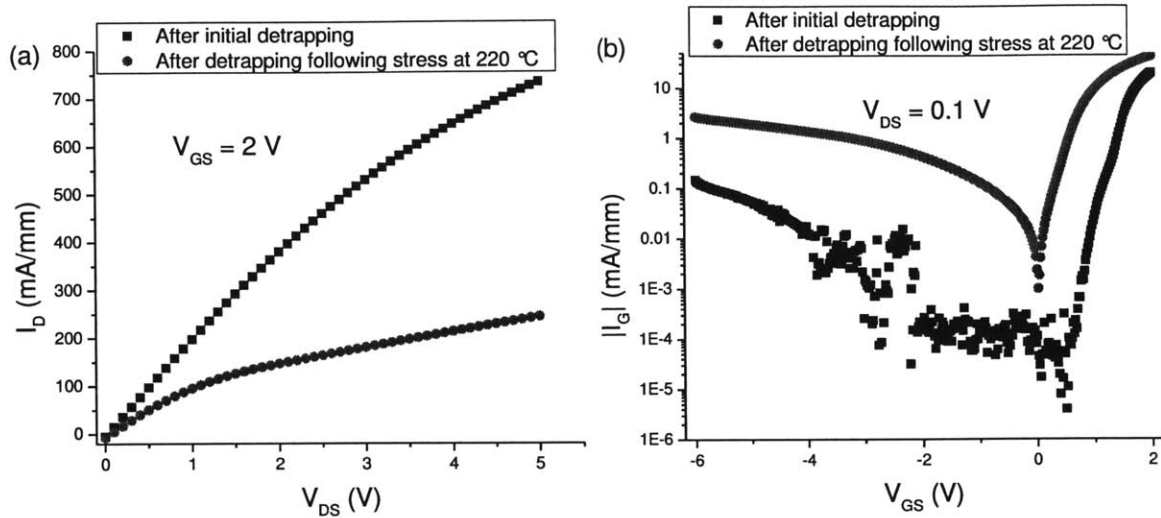 (a)
After initial detrapping
After detrapping following stress at 220 °C
V_GS = 2 V
I_D (mA/mm)
800
700
600
500
400
300
200
100
0
0 1 2 3 4 5
V_DS (V)
(b)
After initial detrapping
After detrapping following stress at 220 °C
V_DS = 0.1 V
|I_G| (mA/mm)
10
1
0.1
0.01
1E-3
1E-4
1E-5
1E-6
-6 -4 -2 0 2
V_GS (V)